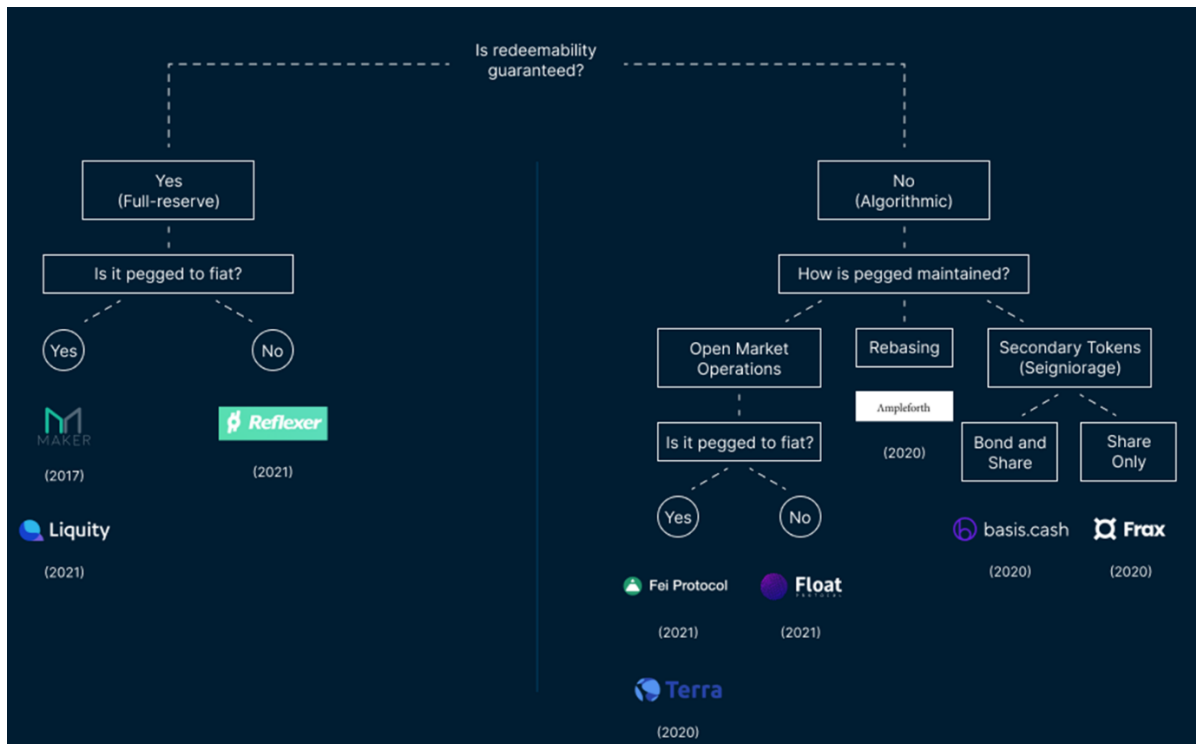 Is redeemability
guaranteed?
Yes
(Full-reserve)
No
(Algorithmic)
Is it pegged to fiat?
How is pegged maintained?
Yes
No
Open Market
Operations
Rebasing
Secondary Tokens
(Seigniorage)
MAKER
(2017)
Reflexer
(2021)
Ampleforth
(2020)
Is it pegged to fiat?
Bond and
Share
Share
Only
Liquity
(2021)
Yes
No
basis.cash
(2020)
Frax
(2020)
Fei Protocol
(2021)
Float
PROTOCOL
(2021)
Terra
(2020)